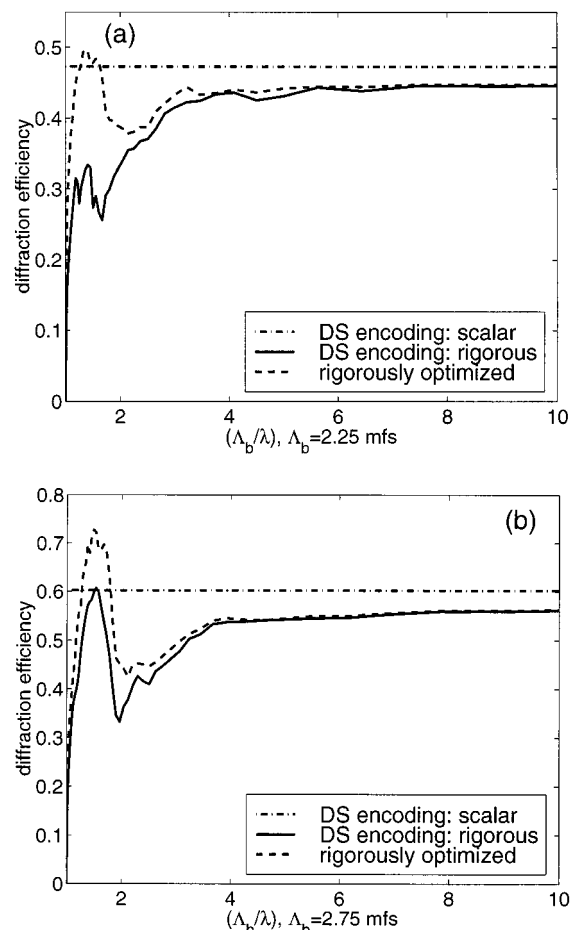 (a)
0.5
0.4
0.3
0.2
0.1
0
diffraction efficiency
DS encoding: scalar
DS encoding: rigorous
rigorously optimized
2 4 6 8 10
(Λb/λ), Λb=2.25 mfs
(b)
0.8
0.7
0.6
0.5
0.4
0.3
0.2
0.1
0
diffraction efficiency
DS encoding: scalar
DS encoding: rigorous
rigorously optimized
2 4 6 8 10
(Λb/λ), Λb=2.75 mfs